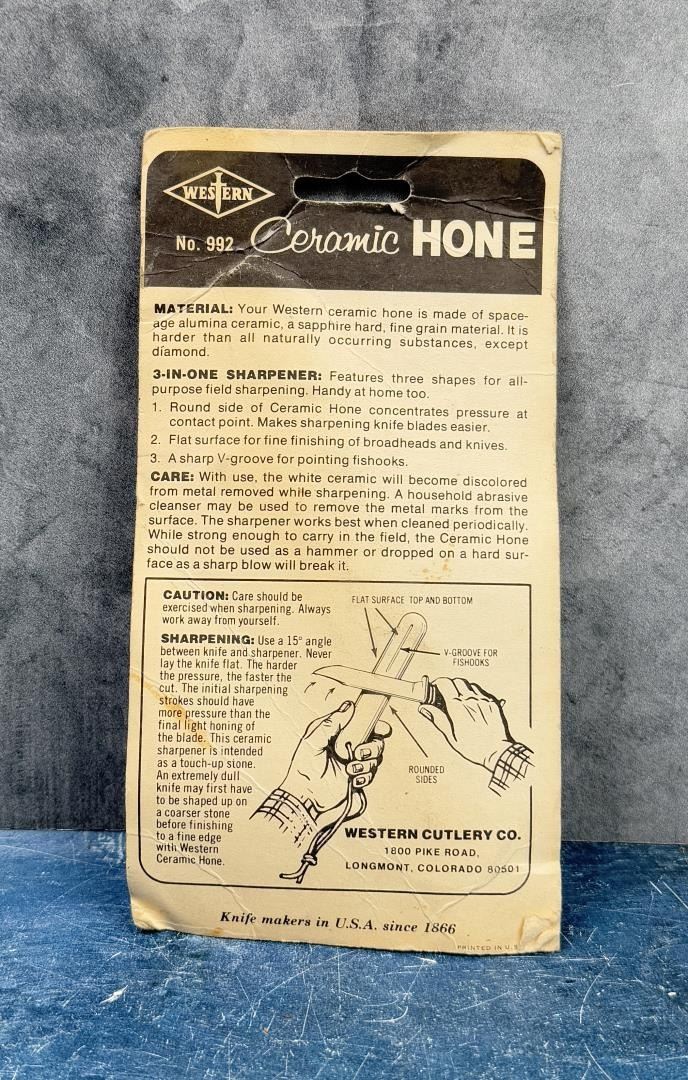 WESTERN
No. 992 Ceramic HONE
MATERIAL: Your Western ceramic hone is made of space-
age alumina ceramic, a sapphire hard, fine grain material. It is
harder than all naturally occurring substances, except
diamond.
3-IN-ONE SHARPENER: Features three shapes for all-
purpose field sharpening. Handy at home too.
1. Round side of Ceramic Hone concentrates pressure at
contact point. Makes sharpening knife blades easier.
2. Flat surface for fine finishing of broadheads and knives.
3. A sharp V-groove for pointing fishooks.
CARE: With use, the white ceramic will become discolored
from metal removed while sharpening. A household abrasive
cleanser may be used to remove the metal marks from the
surface. The sharpener works best when cleaned periodically.
While strong enough to carry in the field, the Ceramic Hone
should not be used as a hammer or dropped on a hard sur-
face as a sharp blow will break it.
CAUTION: Care should be
exercised when sharpening. Always
work away from yourself.
SHARPENING: Use a 15° angle
between knife and sharpener. Never
lay the knife flat. The harder
the pressure, the faster the
cut. The initial sharpening
strokes should have
more pressure than the
final light honing of
the blade. This ceramic
sharpener is intended
as a touch-up stone.
An extremely dull
knife may first have
to be shaped up on
a coarser stone
before finishing
to a fine edge
with Western
Ceramic Hone.
FLAT SURFACE TOP AND BOTTOM
V-GROOVE FOR
FISHOOKS
ROUNDED
SIDES
WESTERN CUTLERY CO.
1800 PIKE ROAD,
LONGMONT, COLORADO 80501
Knife makers in U.S.A. since 1866
PRINTED IN U.S